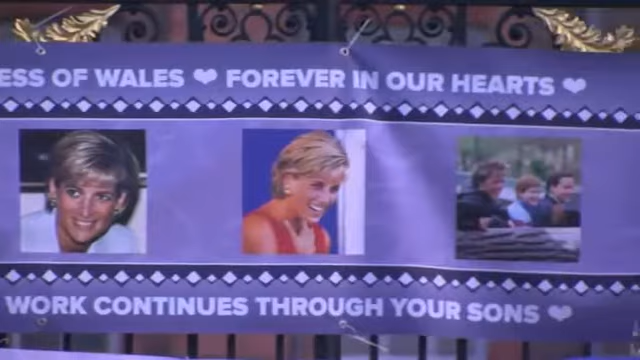 ESS OF WALES ♥ FOREVER IN OUR HEARTS ♥
WORK CONTINUES THROUGH YOUR SONS ♥